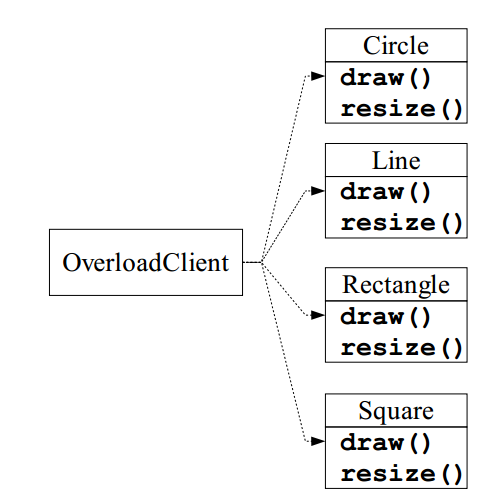 Circle
draw()
resize()
Line
draw()
resize()
OverloadClient
Rectangle
draw()
resize()
Square
draw()
resize()